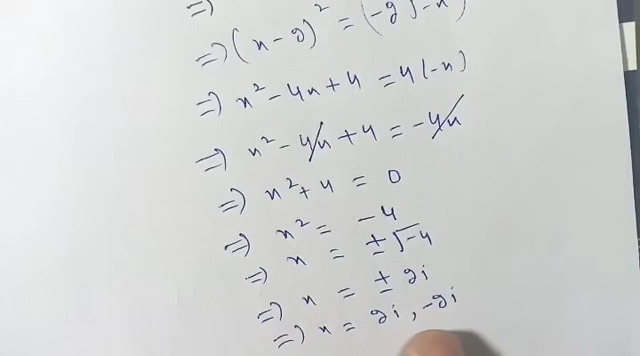 ⇒
⇒ (x-2)² = (-2√-x)
⇒ x² - 4x + 4 = 4(-x)
⇒ x² - 4x + 4 = -4x
⇒ x² + 4 = 0
⇒ x² = -4
⇒ x = ±√-4
⇒ x = ± 2i
⇒ x = 2i, -2i